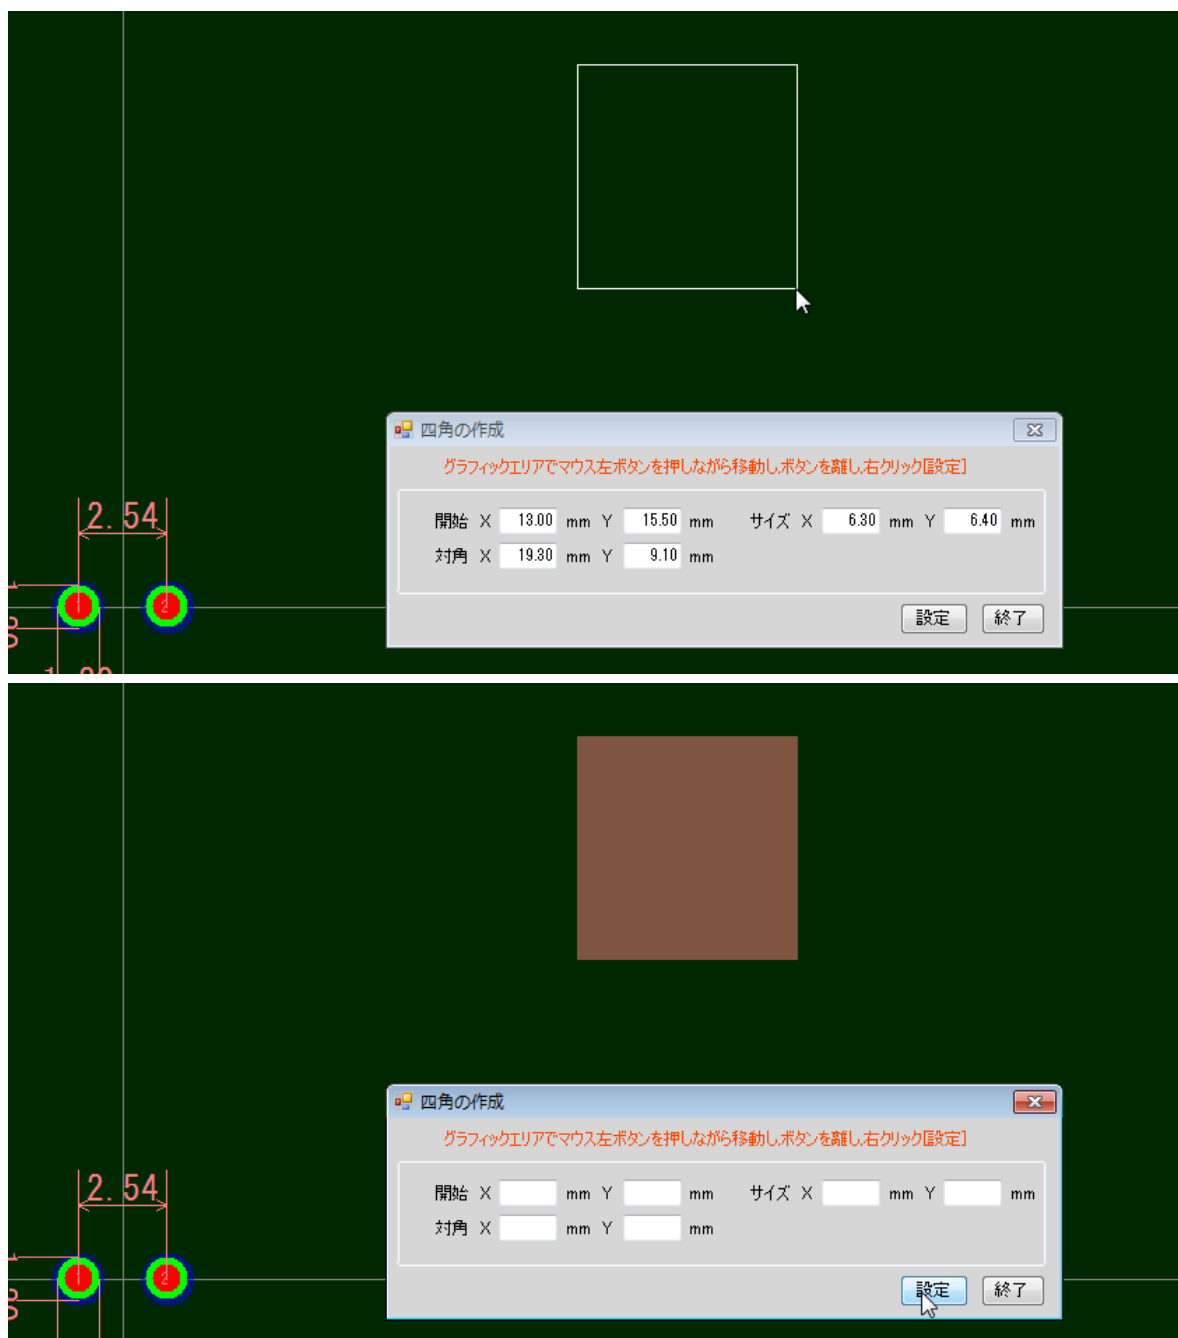 四角の作成
グラフィックエリアでマウス左ボタンを押しながら移動し,ボタンを離し,右クリック[設定]
2.54
開始 X 13.00 mm Y 15.50 mm サイズ X 6.30 mm Y 6.40 mm
対角 X 19.30 mm Y 9.10 mm
1 2
設定 終了
四角の作成
グラフィックエリアでマウス左ボタンを押しながら移動し,ボタンを離し,右クリック[設定]
2.54
開始 X mm Y mm サイズ X mm Y mm
対角 X mm Y mm
1 2
設定 終了